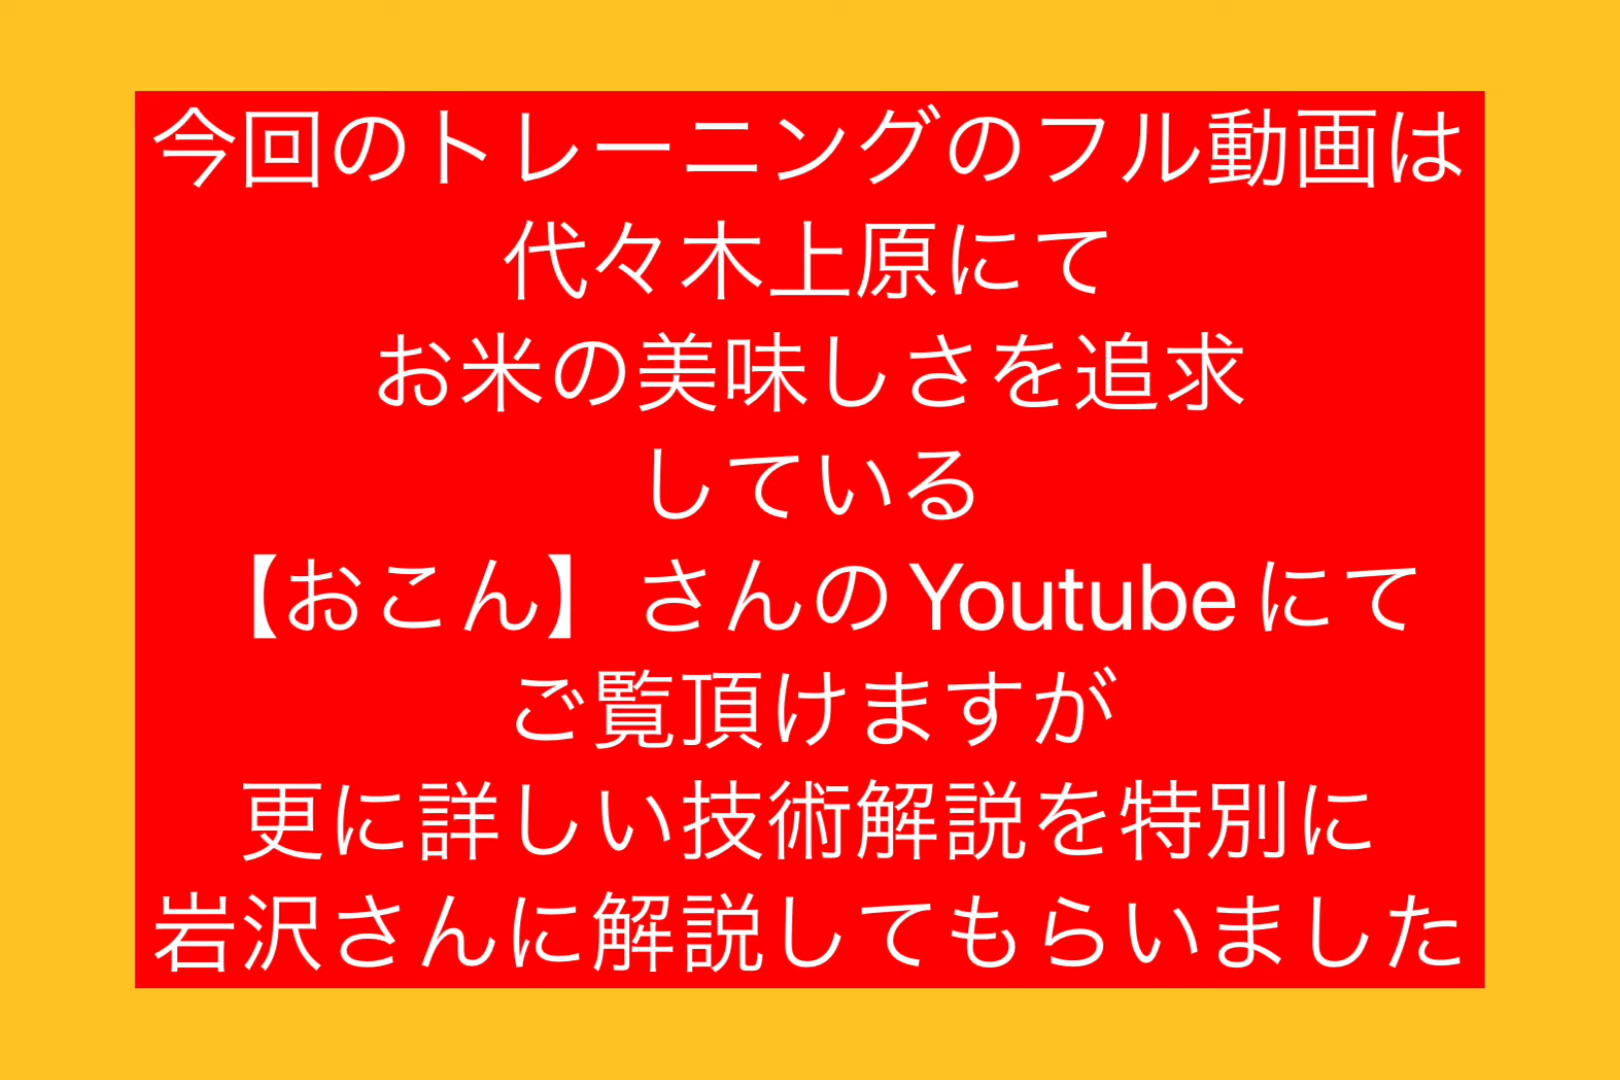 今回のトレーニングのフル動画は
代々木上原にて
お米の美味しさを追求
している
【おこん】さんのYoutubeにて
ご覧頂けますが
更に詳しい技術解説を特別に
岩沢さんに解説してもらいました